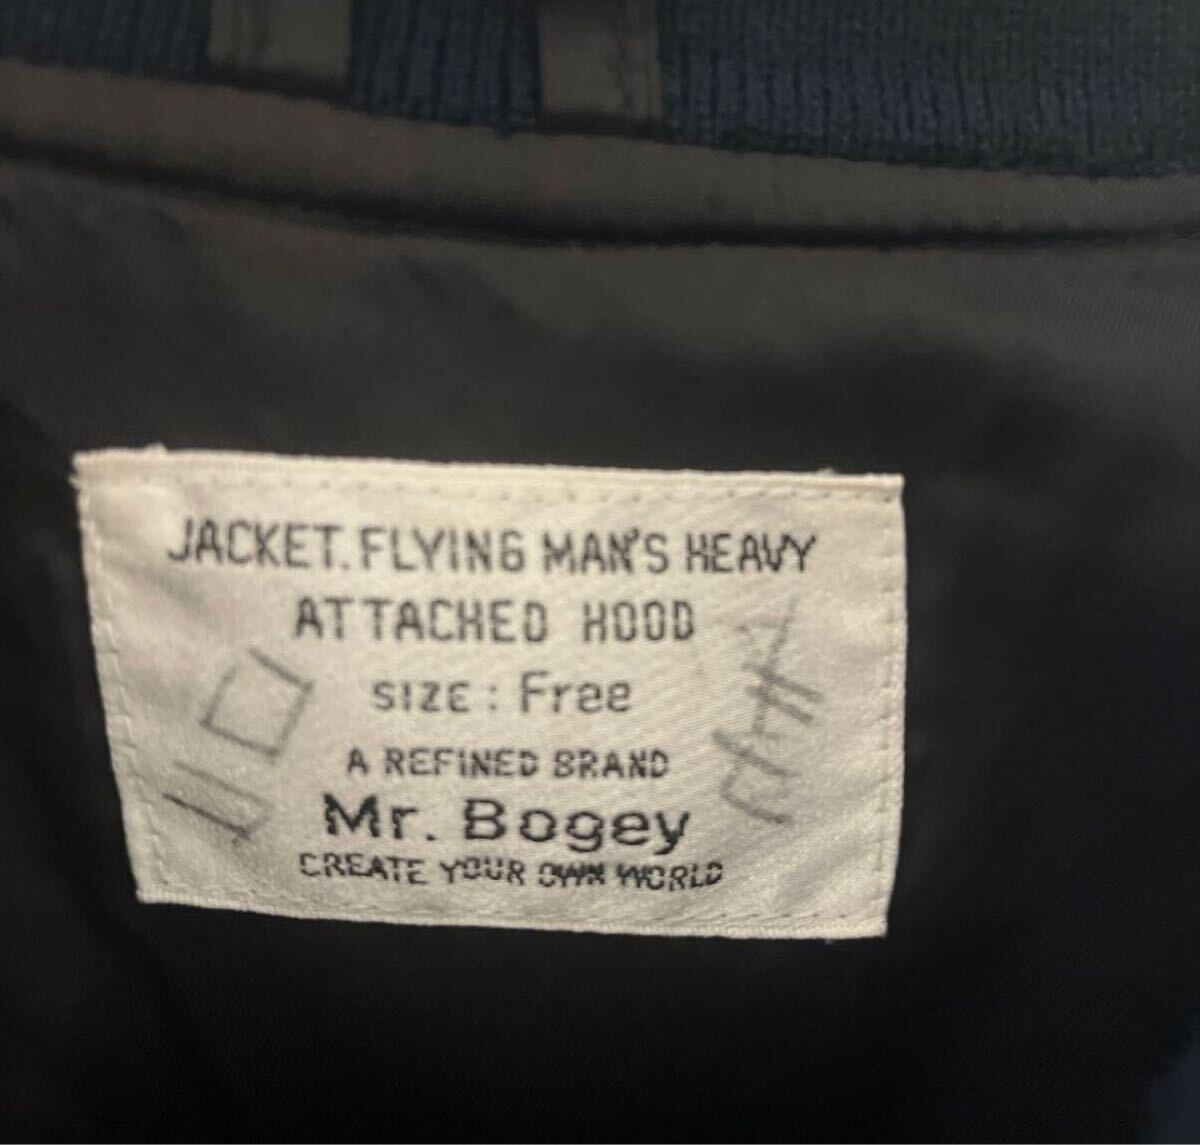 JACKET. FLYING MAN'S HEAVY
ATTACHED HOOD
SIZE : Free
A REFINED BRAND
Mr. Bogey
CREATE YOUR OWN WORLD